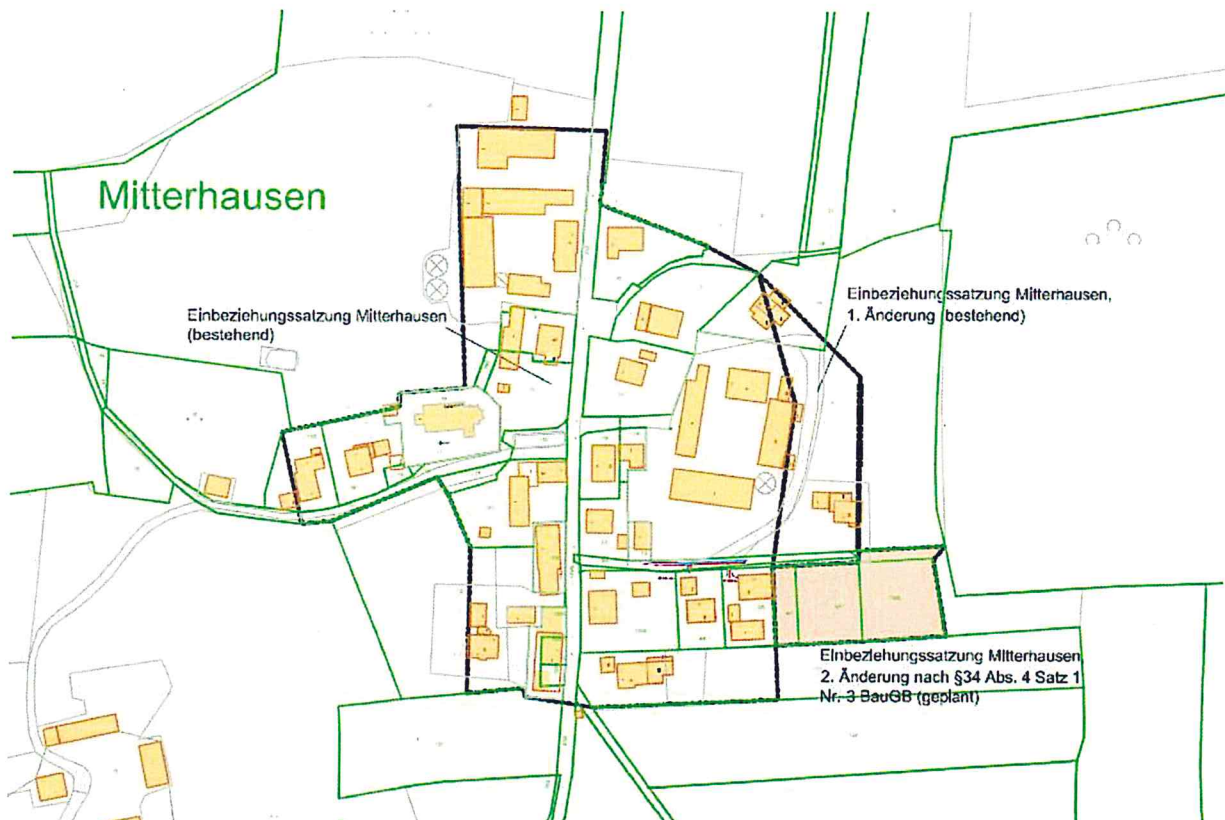 Mitterhausen
Einbeziehungssatzung Mitterhausen
(bestehend)
Einbeziehungssatzung Mitterhausen,
1. Änderung (bestehend)
Einbeziehungssatzung Mitterhausen
2. Änderung nach §34 Abs. 4 Satz 1
Nr. 3 BauGB (geplant)